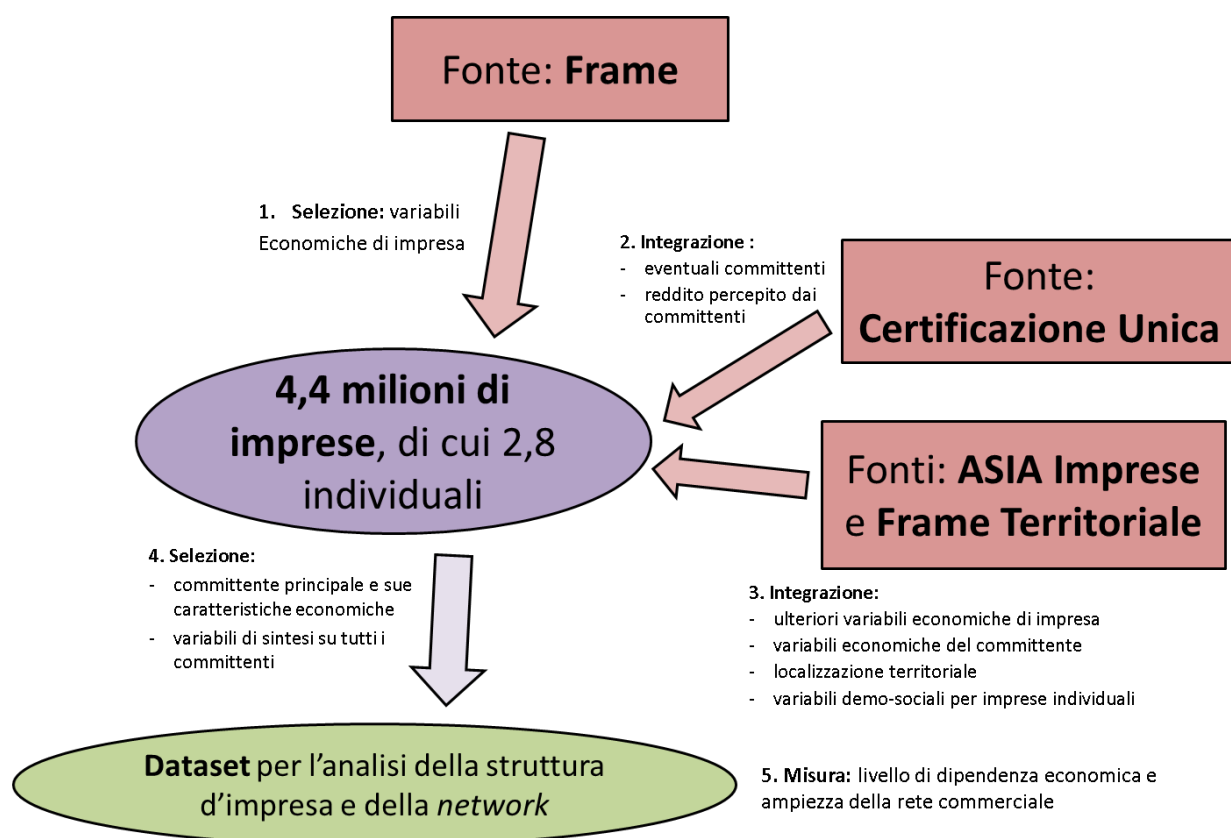 Fonte: Frame
1. Selezione: variabili
Economiche di impresa
2. Integrazione :
- eventuali committenti
- reddito percepito dai
committenti
Fonte:
Certificazione Unica
4,4 milioni di
imprese, di cui 2,8
individuali
Fonti: ASIA Imprese
e Frame Territoriale
3. Integrazione:
- ulteriori variabili economiche di impresa
- variabili economiche del committente
- localizzazione territoriale
- variabili demo-sociali per imprese individuali
4. Selezione:
- committente principale e sue
caratteristiche economiche
- variabili di sintesi su tutti i
committenti
Dataset per l’analisi della struttura
d’impresa e della network
5. Misura: livello di dipendenza economica e
ampiezza della rete commerciale